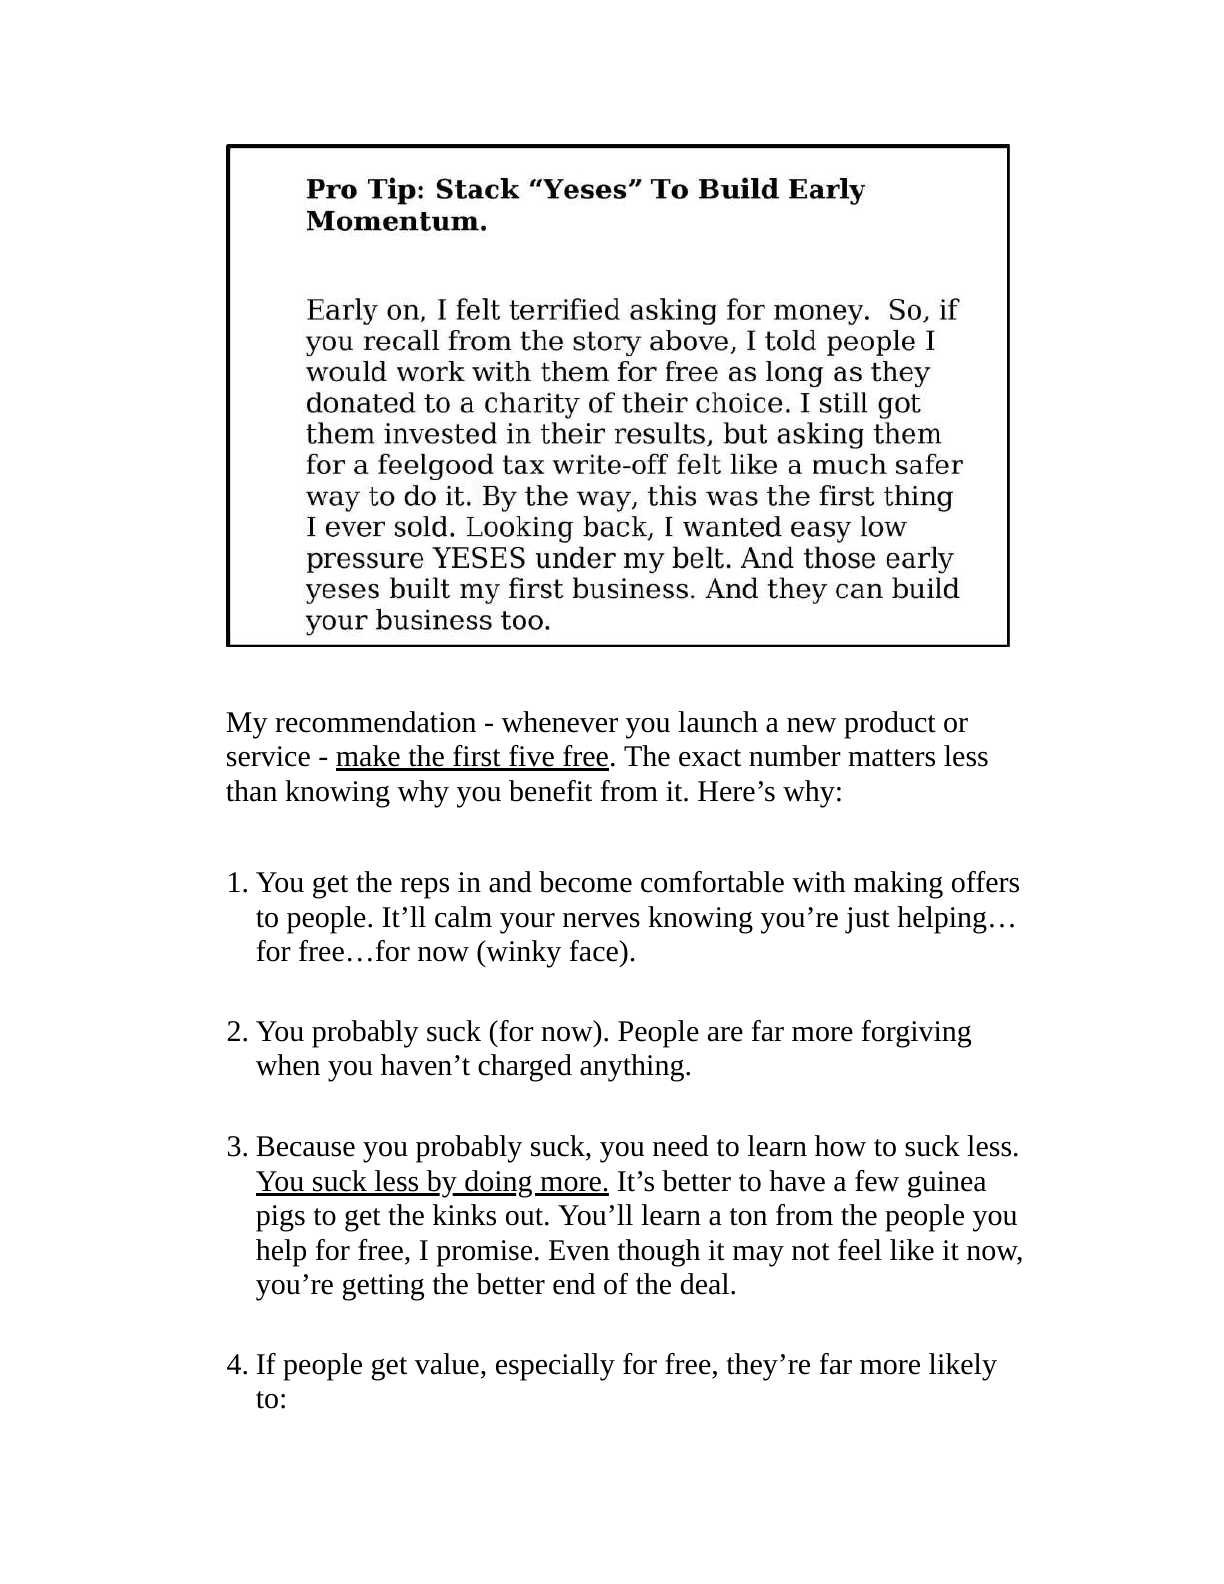 Pro Tip: Stack “Yeses” To Build Early
Momentum.
Early on, I felt terrified asking for money.  So, if
you recall from the story above, I told people I
would work with them for free as long as they
donated to a charity of their choice. I still got
them invested in their results, but asking them
for a feelgood tax write-off felt like a much safer
way to do it. By the way, this was the first thing
I ever sold. Looking back, I wanted easy low
pressure YESES under my belt. And those early
yeses built my first business. And they can build
your business too.
My recommendation - whenever you launch a new product or
service - make the first five free. The exact number matters less
than knowing why you benefit from it. Here’s why:
1. You get the reps in and become comfortable with making offers
to people. It’ll calm your nerves knowing you’re just helping…
for free…for now (winky face).
2. You probably suck (for now). People are far more forgiving
when you haven’t charged anything.
3. Because you probably suck, you need to learn how to suck less.
You suck less by doing more. It’s better to have a few guinea
pigs to get the kinks out. You’ll learn a ton from the people you
help for free, I promise. Even though it may not feel like it now,
you’re getting the better end of the deal.
4. If people get value, especially for free, they’re far more likely
to: